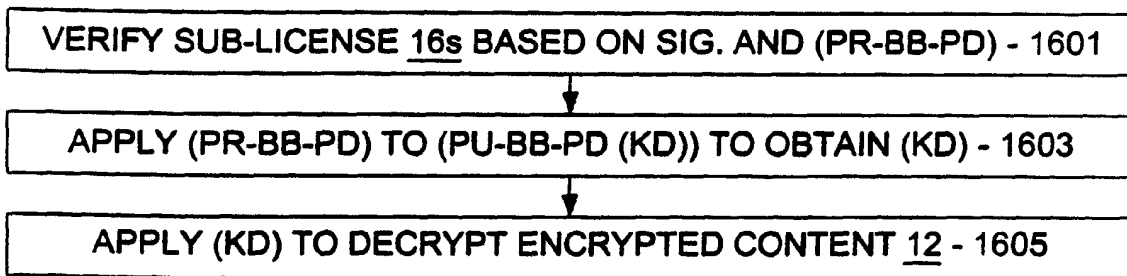 VERIFY SUB-LICENSE 16s BASED ON SIG. AND (PR-BB-PD) - 1601
APPLY (PR-BB-PD) TO (PU-BB-PD (KD)) TO OBTAIN (KD) - 1603
APPLY (KD) TO DECRYPT ENCRYPTED CONTENT 12 - 1605